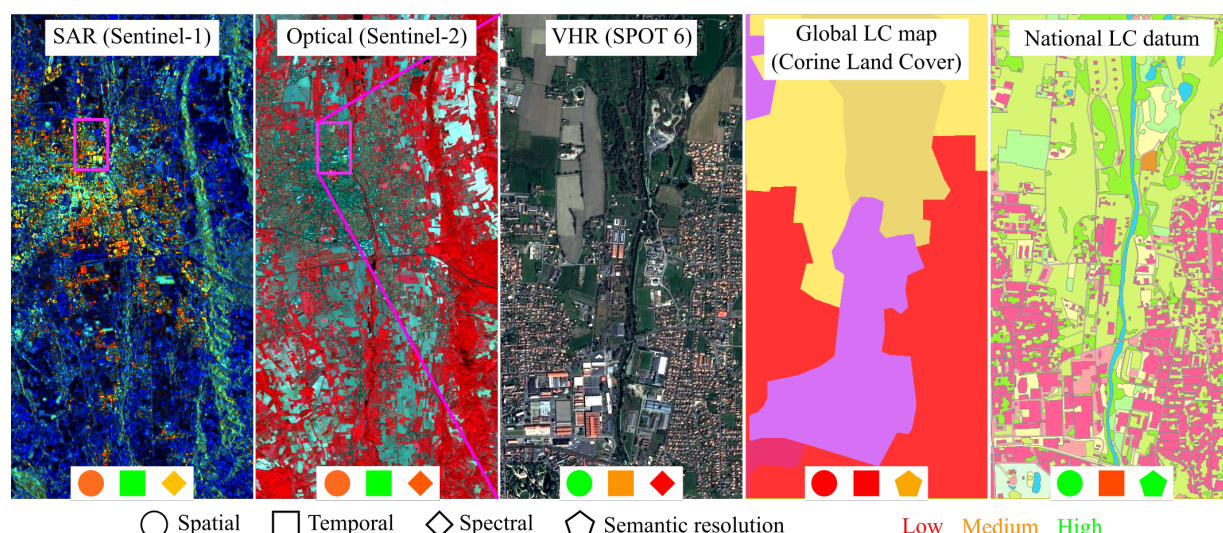 SAR (Sentinel-1)
Optical (Sentinel-2)
VHR (SPOT 6)
Global LC map
(Corine Land Cover)
National LC datum
Spatial
Temporal
Spectral
Semantic resolution
Low Medium High